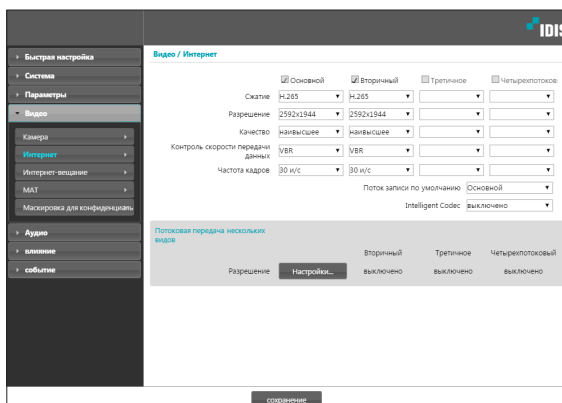 IDIS
Быстрая настройка
Система
Параметры
Видео
Камера
Интернет
Интернет-вещание
МАТ
Маскировка для конфиденциаль
Аудио
влияние
событие
Видео / Интернет
Основной Вторичный Третичное Четырехпотоков
Сжатие H.265 H.265
Разрешение 2592x1944 2592x1944
Качество наивысшее наивысшее
Контроль скорости передачи
данных VBR VBR
Частота кадров 30 и/с 30 и/с
Поток записи по умолчанию Основной
Intelligent Codec выключено
Потоковая передача нескольких
видов
Вторичный Третичное Четырехпотоковый
Разрешение Настройки... выключено выключено выключено
сохранение